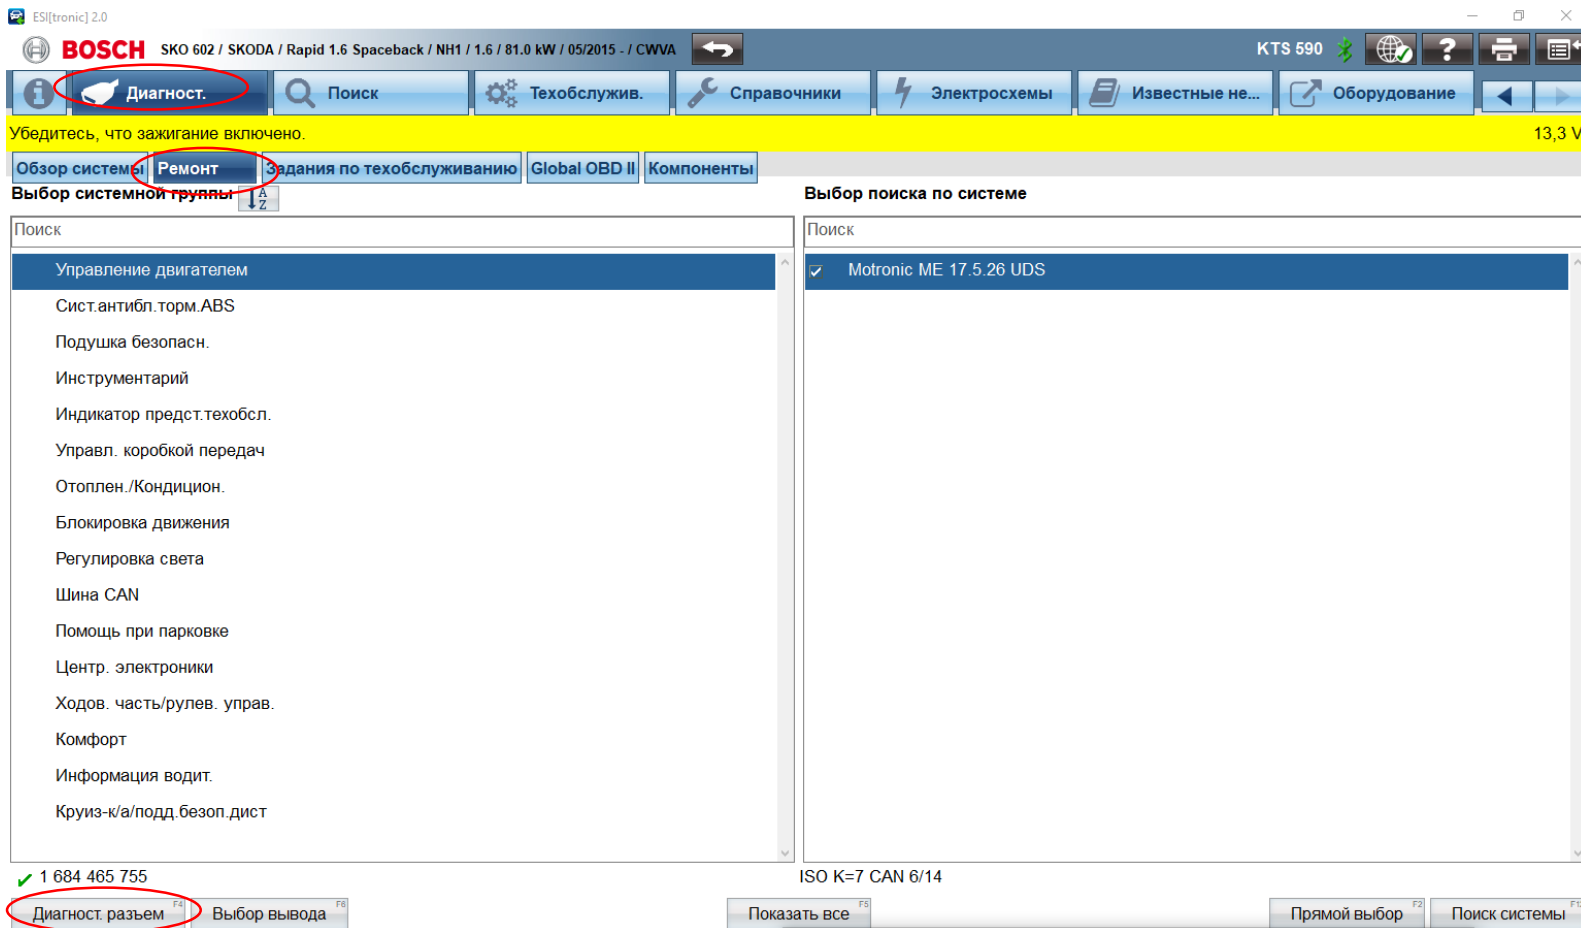 ESI[tronic] 2.0
BOSCH SKO 602 / SKODA / Rapid 1.6 Spaceback / NH1 / 1.6 / 81.0 kW / 05/2015 - / CWVA KTS 590 ?
Диагност. Поиск Техобслужив. Справочники Электросхемы Известные не... Оборудование
Убедитесь, что зажигание включено. 13,3 V
Обзор системы Ремонт Задания по техобслуживанию Global OBD II Компоненты
Выбор системной группы A Z Выбор поиска по системе
Поиск Поиск
Управление двигателем Motronic ME 17.5.26 UDS
Сист.антибл.торм.ABS
Подушка безопасн.
Инструментарий
Индикатор предст.техобсл.
Управл. коробкой передач
Отоплен./Кондицион.
Блокировка движения
Регулировка света
Шина CAN
Помощь при парковке
Центр. электроники
Ходов. часть/рулев. управ.
Комфорт
Информация водит.
Круиз-к/а/подд.безоп.дист
1 684 465 755 ISO K=7 CAN 6/14
Диагност. разъем F4 Выбор вывода F6 Показать все F5 Прямой выбор F2 Поиск системы F12